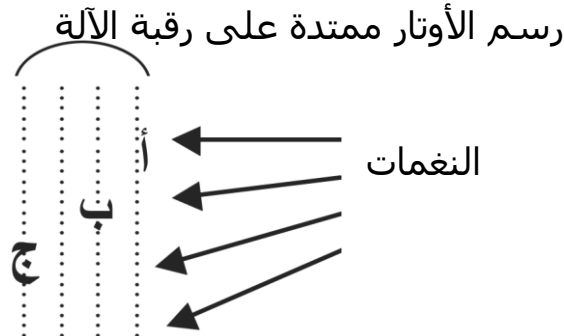 رسم الأوتار ممتدة على رقبة الآلة
أ
النغمات
ب
ج